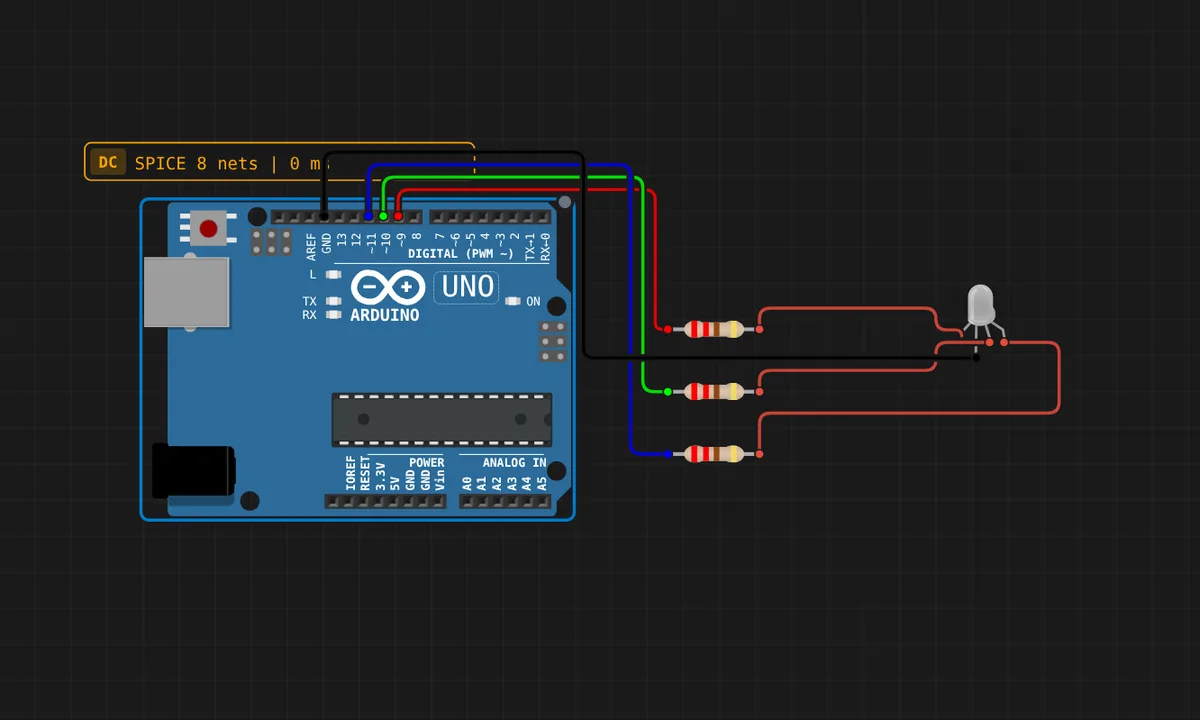 DC SPICE 8 nets | 0 m
AREF GND 13 12 ~11 ~10 ~9 8 7 ~6 ~5 4 ~3 2 TX→1 RX←0
DIGITAL (PWM ~)
L
TX
RX
UNO
ON
ARDUINO
POWER
ANALOG IN
IOREF RESET 3.3V 5V GND GND Vin A0 A1 A2 A3 A4 A5